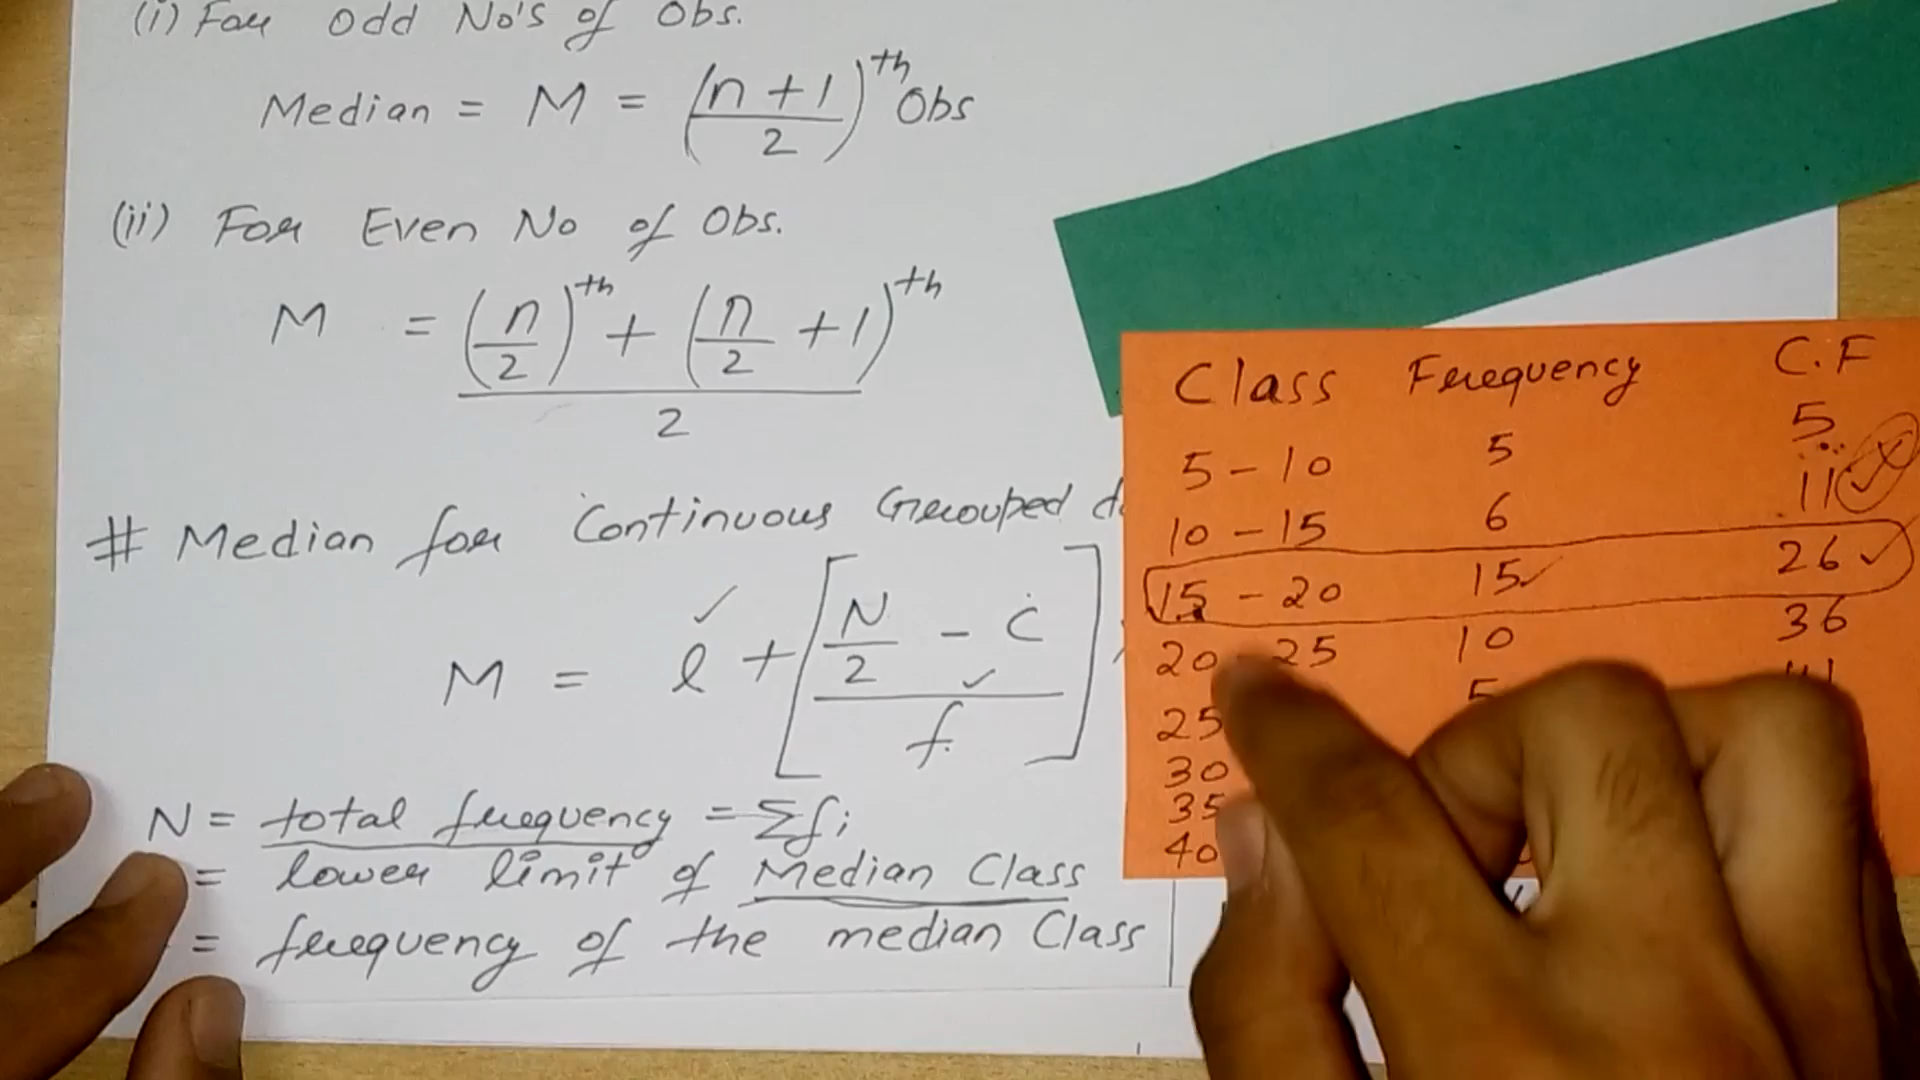 (i) For Odd No's of Obs.
Median = M = (n+1/2)th Obs
(ii) For Even No of Obs.
M = (n/2)th + (n/2 + 1)th
2
# Median for Continuous Grouped
M = l + [N/2 - C / f]
N = total frequency = Σfi
= lower limit of Median Class
= frequency of the median Class
Class Frequency C.F
5 - 10 5 5
10 - 15 6 11
15 - 20 15 26
20 - 25 10 36
25 5 41
30
35
40